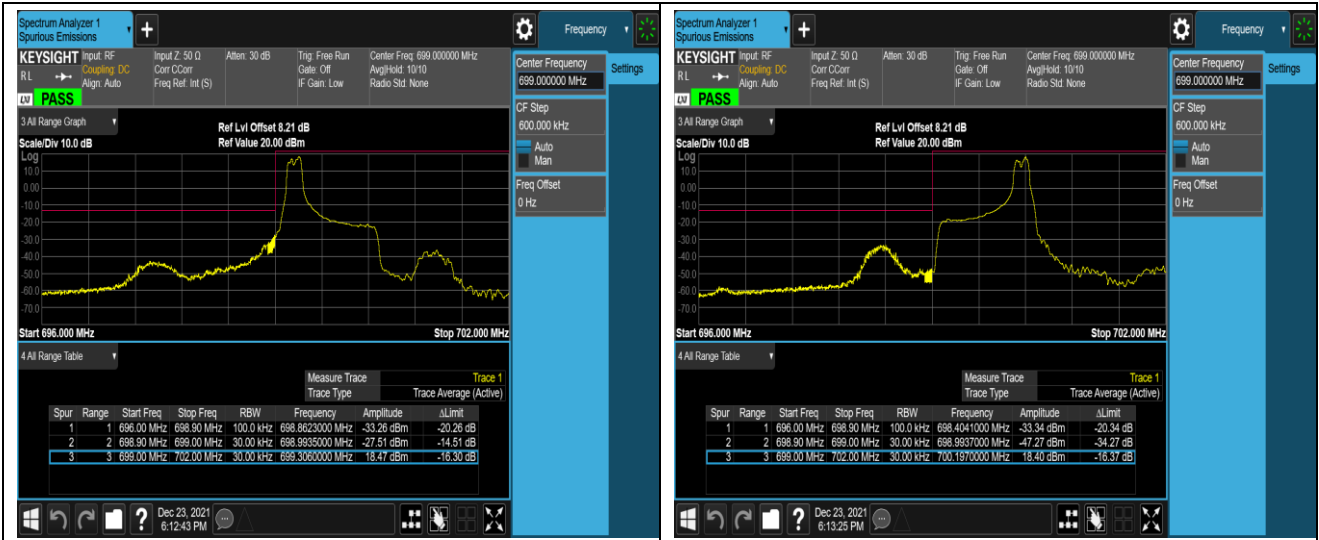 Spectrum Analyzer 1
Spurious Emissions
Frequency
KEYSIGHT Input: RF Input Z: 50 Ω Atten: 30 dB Trig: Free Run Center Freq: 699.000000 MHz
Coupling: DC Corr CCorr Gate: Off Avg|Hold: 10/10
RL Align: Auto Freq Ref: Int (S) IF Gain: Low Radio Std: None
LXI PASS
Center Frequency
699.000000 MHz
Settings
CF Step
600.000 kHz
Auto
Man
Freq Offset
0 Hz
3 All Range Graph
Ref Lvl Offset 8.21 dB
Scale/Div 10.0 dB Ref Value 20.00 dBm
Log
10.0
0.00
-10.0
-20.0
-30.0
-40.0
-50.0
-60.0
-70.0
Start 696.000 MHz Stop 702.000 MHz
4 All Range Table
Measure Trace Trace 1
Trace Type Trace Average (Active)
Spur Range Start Freq Stop Freq RBW Frequency Amplitude ΔLimit
1 1 696.00 MHz 698.90 MHz 100.0 kHz 698.8623000 MHz -33.26 dBm -20.26 dB
2 2 698.90 MHz 699.00 MHz 30.00 kHz 698.9935000 MHz -27.51 dBm -14.51 dB
3 3 699.00 MHz 702.00 MHz 30.00 kHz 699.3060000 MHz 18.47 dBm -16.30 dB
Dec 23, 2021
6:12:43 PM
Spectrum Analyzer 1
Spurious Emissions
Frequency
KEYSIGHT Input: RF Input Z: 50 Ω Atten: 30 dB Trig: Free Run Center Freq: 699.000000 MHz
Coupling: DC Corr CCorr Gate: Off Avg|Hold: 10/10
RL Align: Auto Freq Ref: Int (S) IF Gain: Low Radio Std: None
LXI PASS
Center Frequency
699.000000 MHz
Settings
CF Step
600.000 kHz
Auto
Man
Freq Offset
0 Hz
3 All Range Graph
Ref Lvl Offset 8.21 dB
Scale/Div 10.0 dB Ref Value 20.00 dBm
Log
10.0
0.00
-10.0
-20.0
-30.0
-40.0
-50.0
-60.0
-70.0
Start 696.000 MHz Stop 702.000 MHz
4 All Range Table
Measure Trace Trace 1
Trace Type Trace Average (Active)
Spur Range Start Freq Stop Freq RBW Frequency Amplitude ΔLimit
1 1 696.00 MHz 698.90 MHz 100.0 kHz 698.4041000 MHz -33.34 dBm -20.34 dB
2 2 698.90 MHz 699.00 MHz 30.00 kHz 698.9937000 MHz -47.27 dBm -34.27 dB
3 3 699.00 MHz 702.00 MHz 30.00 kHz 700.1970000 MHz 18.40 dBm -16.37 dB
Dec 23, 2021
6:13:25 PM